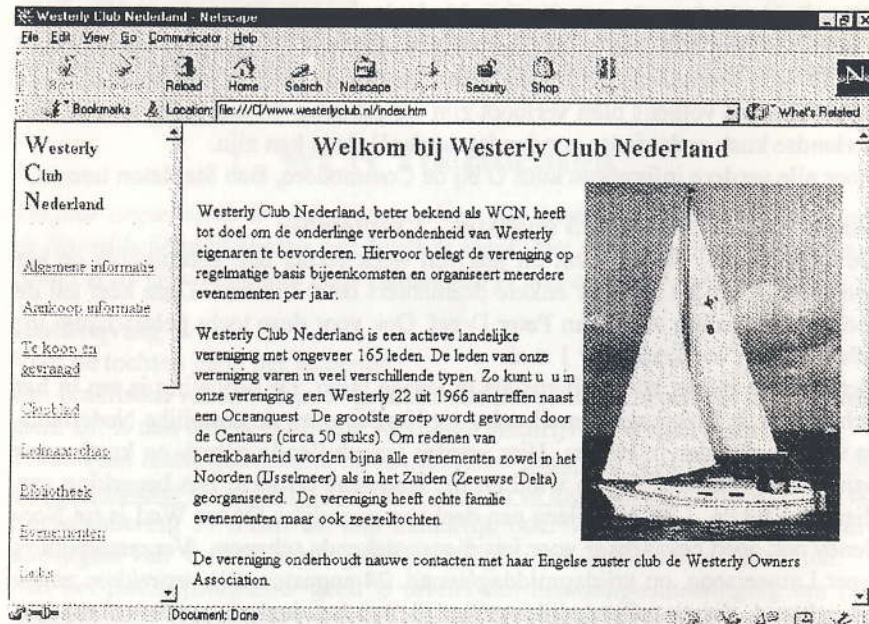 Westerly Club Nederland - Netscape
File Edit View Go Communicator Help
Reload Home Search Netscape Security Shop
Bookmarks Location: file:///C|/www.westerlyclub.nl/index.htm What's Related
Westerly
Club
Nederland
Algemene informatie
Aankoop informatie
Te koop en
gevraagd
Clubblad
Lidmaatschap
Bibliotheek
Evenementen
Links
Welkom bij Westerly Club Nederland
Westerly Club Nederland, beter bekend als WCN, heeft
tot doel om de onderlinge verbondenheid van Westerly
eigenaren te bevorderen. Hiervoor belegt de vereniging op
regelmatige basis bijeenkomsten en organiseert meerdere
evenementen per jaar.
Westerly Club Nederland is een actieve landelijke
vereniging met ongeveer 165 leden. De leden van onze
vereniging varen in veel verschillende typen. Zo kunt u in
onze vereniging een Westerly 22 uit 1966 aantreffen naast
een Oceanquest. De grootste groep wordt gevormd door
de Centaurs (circa 50 stuks). Om redenen van
bereikbaarheid worden bijna alle evenementen zowel in het
Noorden (IJsselmeer) als in het Zuiden (Zeeuwse Delta)
georganiseerd. De vereniging heeft echte familie
evenementen maar ook zeezeiltochten.
De vereniging onderhoudt nauwe contacten met haar Engelse zuster club de Westerly Owners
Association.
Document: Done